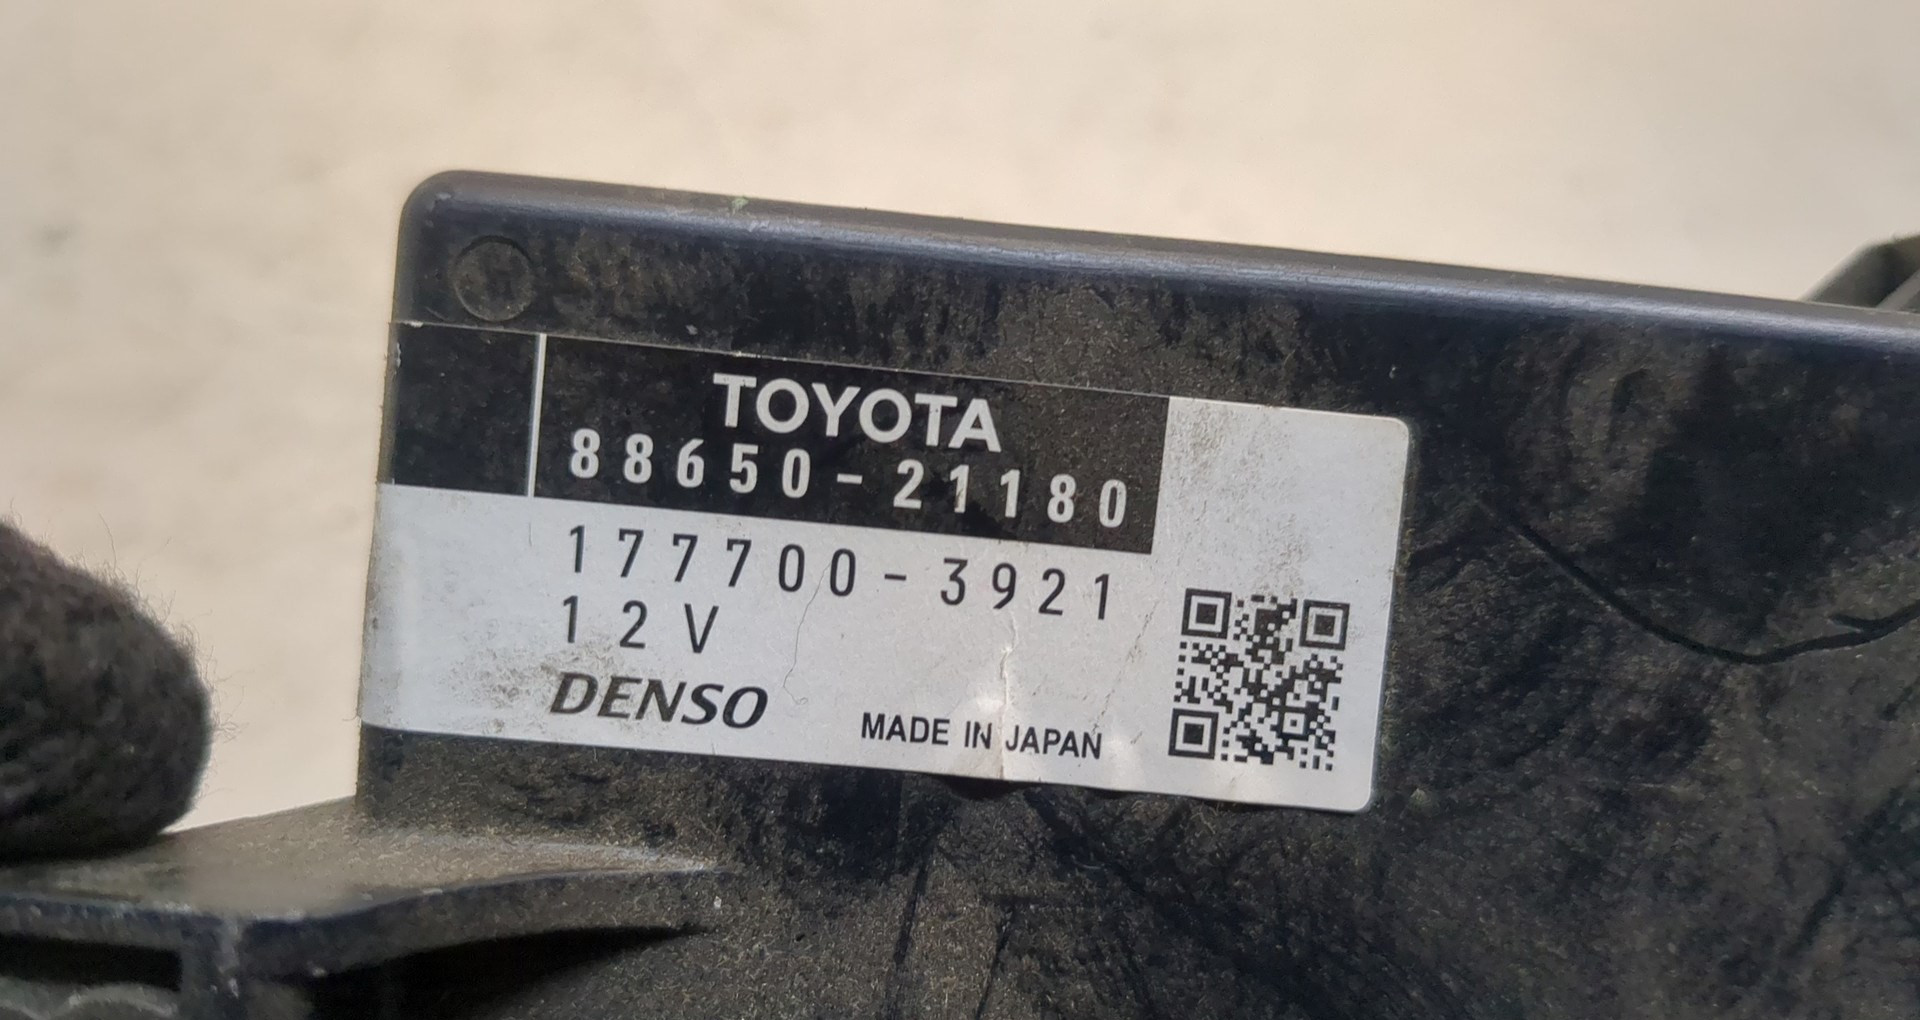 TOYOTA
88650-21180
177700-3921
12V
DENSO
MADE IN JAPAN